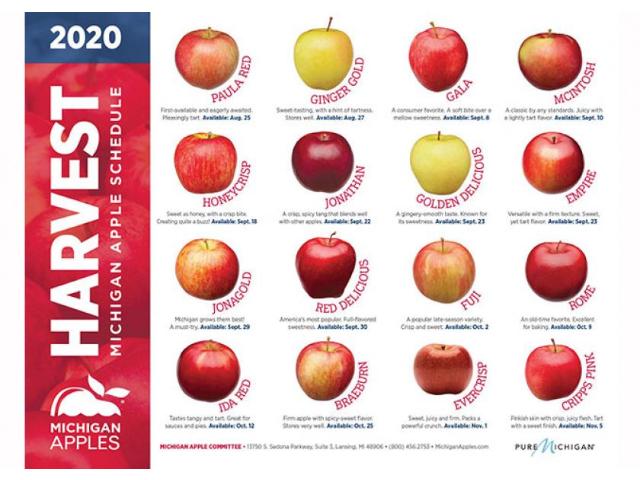 2020
HARVEST
MICHIGAN APPLE SCHEDULE
MICHIGAN
APPLES
PAULA RED
First-available and eagerly awaited.
Pleasingly tart. Available: Aug. 25
GINGER GOLD
Sweet-tasting, with a hint of tartness.
Stores well. Available: Aug. 27
GALA
A consumer favorite. A soft bite over a
mellow sweetness. Available: Sept. 8
MCINTOSH
A classic by any standards. Juicy with
a lightly tart flavor. Available: Sept. 10
HONEYCRISP
Sweet as honey, with a crisp bite.
Creating quite a buzz! Available: Sept. 18
JONATHAN
A crisp, spicy tang that blends well
with other apples. Available: Sept. 22
GOLDEN DELICIOUS
A gingery-smooth taste. Known for
its sweetness. Available: Sept. 23
EMPIRE
Versatile with a firm texture. Sweet,
yet tart flavor. Available: Sept. 23
JONAGOLD
Michigan grows them best!
A must-try. Available: Sept. 29
RED DELICIOUS
America's most popular. Full-flavored
sweetness. Available: Sept. 30
FUJI
A popular late-season variety.
Crisp and sweet. Available: Oct. 2
ROME
An old-time favorite. Excellent
for baking. Available: Oct. 9
IDA RED
Tastes tangy and tart. Great for
sauces and pies. Available: Oct. 12
BRAEBURN
Firm apple with spicy-sweet flavor.
Stores very well. Available: Oct. 25
EVERCRISP
Sweet, juicy and firm. Packs a
powerful crunch. Available: Nov. 1
CRIPPS PINK
Pinkish skin with crisp, juicy flesh. Tart
with a sweet finish. Available: Nov. 5
MICHIGAN APPLE COMMITTEE • 13750 S. Sedona Parkway, Suite 3, Lansing, MI 48906 • (800) 456.2753 • MichiganApples.com
PURE MICHIGAN